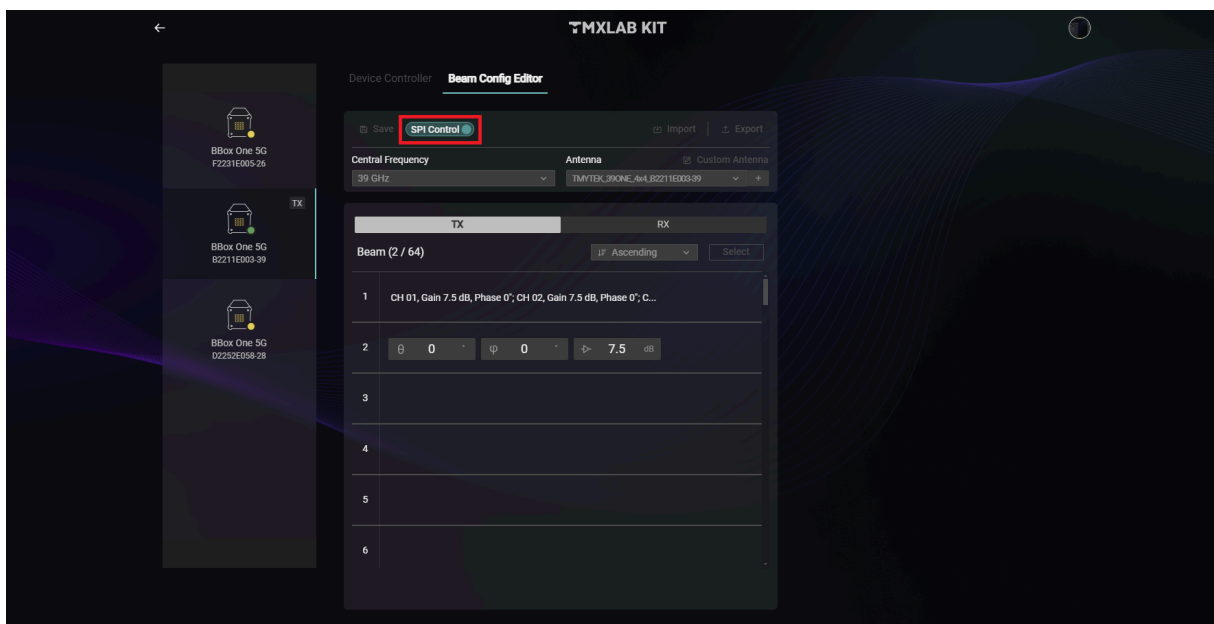 TMXLAB KIT
Device Controller Beam Config Editor
Save SPI Control Import Export
Central Frequency Antenna Custom Antenna
39 GHz TMYTEK_39ONE_4x4_B2211E003-39 +
BBox One 5G
F2231E005-26
TX
BBox One 5G
B2211E003-39
BBox One 5G
D2252E058-28
TX RX
Beam (2 / 64) Ascending Select
1 CH 01, Gain 7.5 dB, Phase 0°; CH 02, Gain 7.5 dB, Phase 0°; C...
2 θ 0 ° φ 0 ° 7.5 dB
3
4
5
6